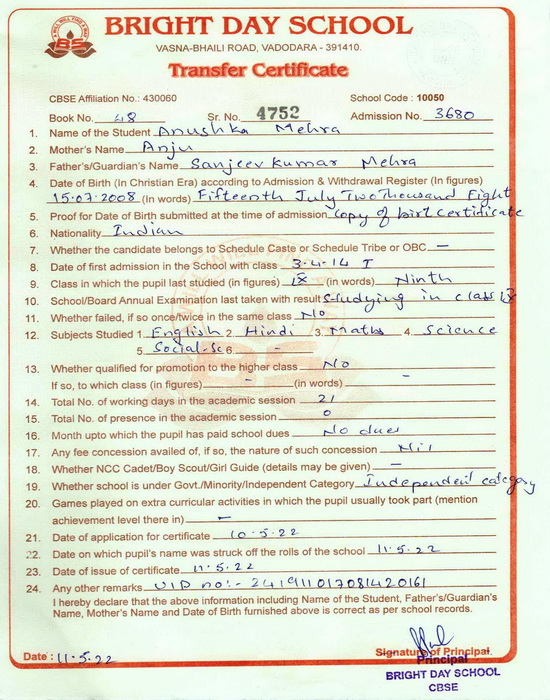 BRIGHT DAY SCHOOL
VASNA-BHAILI ROAD, VADODARA - 391410.
Transfer Certificate
CBSE Affiliation No.: 430060 School Code : 10050
Book No. 48 Sr. No. 4752 Admission No. 3680
1. Name of the Student Anushka Mehra
2. Mother's Name Anju
3. Father's/Guardian's Name Sanjeev Kumar Mehra
4. Date of Birth (In Christian Era) according to Admission & Withdrawal Register (In figures)
15.07.2008 (In words) Fifteenth July Two Thousand Eight
5. Proof for Date of Birth submitted at the time of admission copy of birt certidicate
6. Nationality Indian
7. Whether the candidate belongs to Schedule Caste or Schedule Tribe or OBC —
8. Date of first admission in the School with class 3.4.14 I
9. Class in which the pupil last studied (in figures) IX (in words) Ninth
10. School/Board Annual Examination last taken with result Studying in class IX
11. Whether failed, if so once/twice in the same class No
12. Subjects Studied 1. English 2. Hindi 3. Maths 4. Science
5 Social-Sc 6. -
13. Whether qualified for promotion to the higher class No
If so, to which class (in figures) - (in words) -
14. Total No. of working days in the academic session 21
15. Total No. of presence in the academic session 0
16. Month upto which the pupil has paid school dues No dues
17. Any fee concession availed of, if so, the nature of such concession Nil
18. Whether NCC Cadet/Boy Scout/Girl Guide (details may be given) —
19. Whether school is under Govt./Minority/Independent Category Independent category
20. Games played on extra curricular activities in which the pupil usually took part (mention
achievement level there in) —
21. Date of application for certificate 10.5.22
22. Date on which pupil's name was struck off the rolls of the school 11.5.22
23. Date of issue of certificate 11.5.22
24. Any other remarks UID no:- 241911017081420161
I hereby declare that the above information including Name of the Student, Father's/Guardian's
Name, Mother's Name and Date of Birth furnished above is correct as per school records.
Date : 11.5.22 Signature of Principal.
Principal
BRIGHT DAY SCHOOL
CBSE